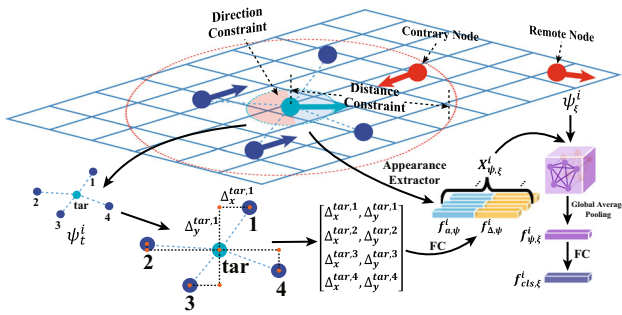 Direction
Constraint
Contrary Node
Remote Node
Distance
Constraint
ψ_ξ^i
Appearance
Extractor
X_{ψ,ξ}^i
... ...
Global Averag
Pooling
1
2
tar
3
4
ψ_t^i
Δ_x^{tar,1}
Δ_y^{tar,1}
1
2
tar
3
4
Δ_x^{tar,1}, Δ_y^{tar,1}
Δ_x^{tar,2}, Δ_y^{tar,2}
Δ_x^{tar,3}, Δ_y^{tar,3}
Δ_x^{tar,4}, Δ_y^{tar,4}
FC
f_{a,ψ}^i
f_{Δ,ψ}^i
f_{ψ,ξ}^i
FC
f_{cls,ξ}^i